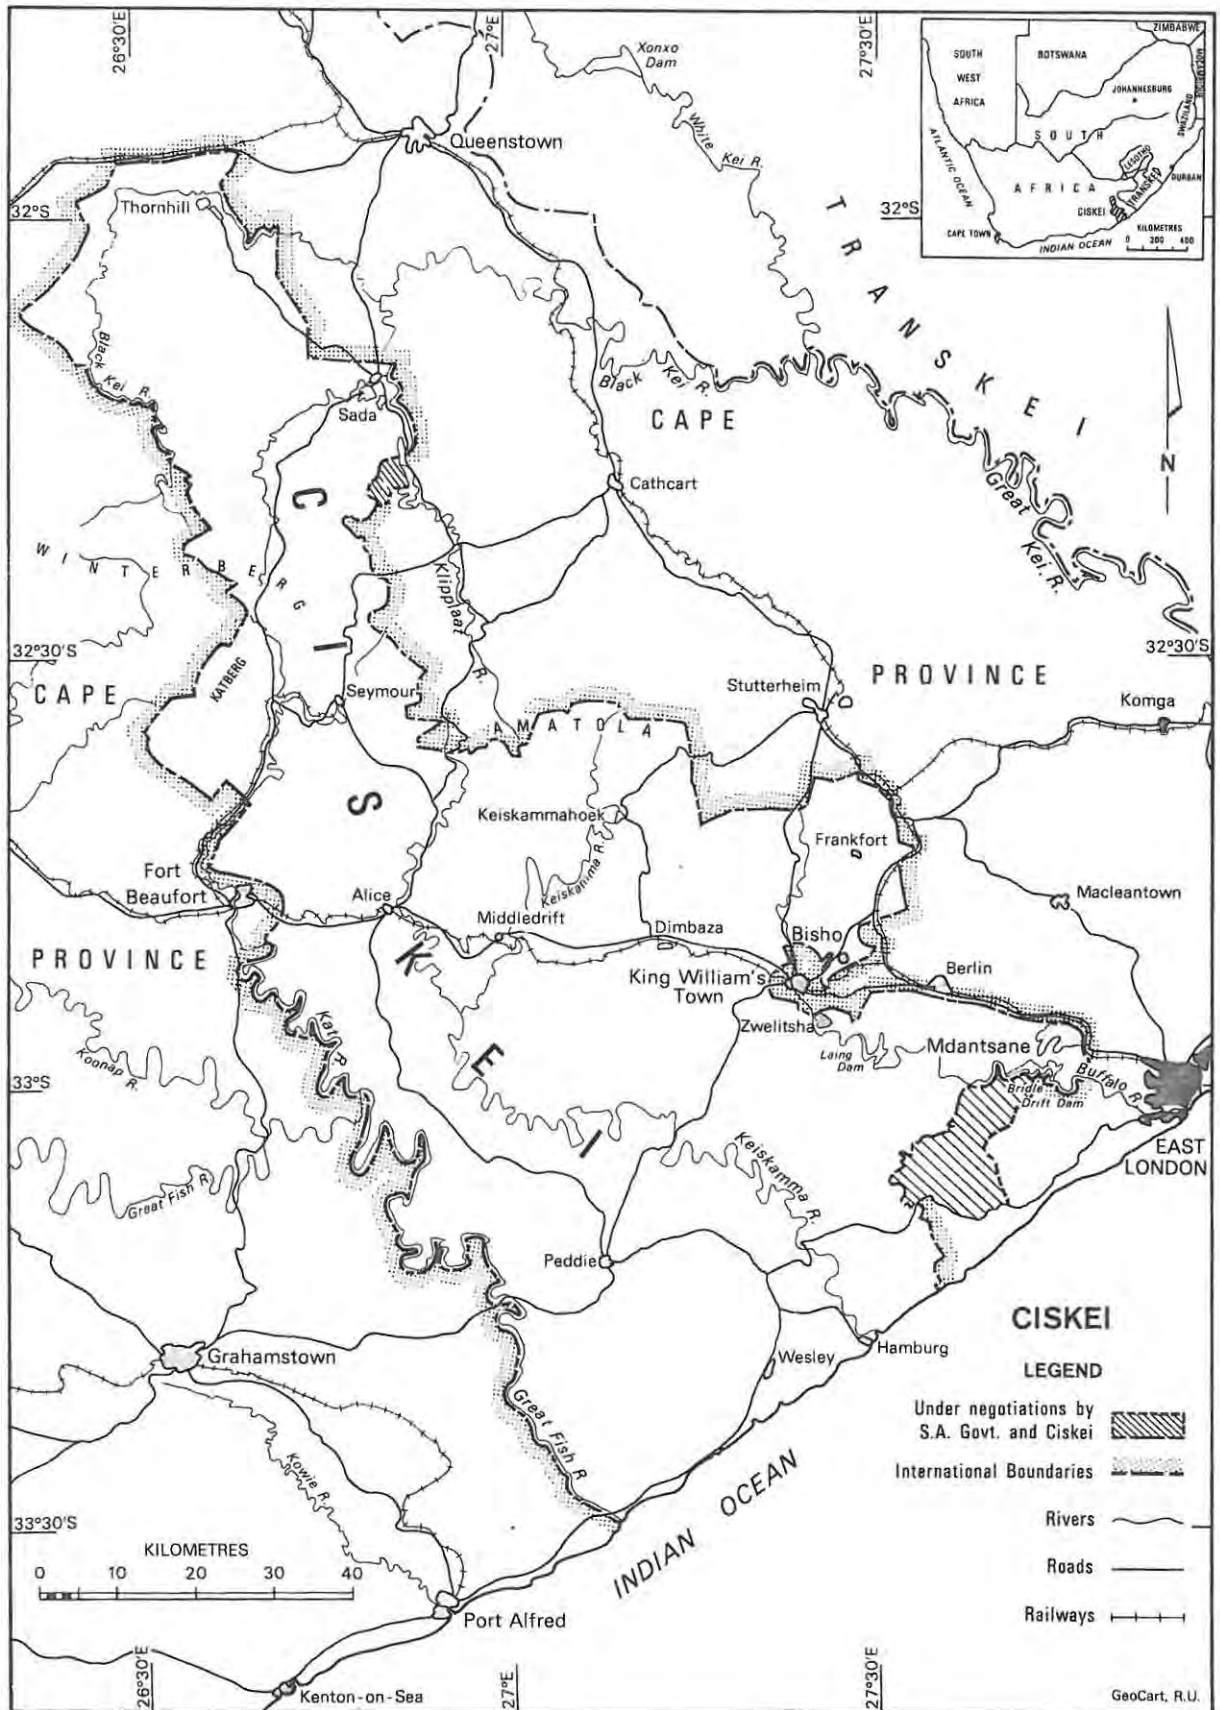 26°30'E
27°E
27°30'E
Xonxo
Dam
White
Kei R.
Queenstown
32°S
Thornhill
32°S
TRANSKEI
ZIMBABWE
SOUTH
WEST
AFRICA
BOTSWANA
MOZAMBIQUE
JOHANNESBURG
SWAZILAND
SOUTH
AFRICA
ATLANTIC OCEAN
LESOTHO
TRANSKEI
DURBAN
CISKEI
CAPE TOWN
INDIAN OCEAN
KILOMETRES
0 200 400
Black
Kei R.
Black
Kei R.
Sada
CAPE
N
Great
Kei. R.
Cathcart
CISKEI
WINTERBERG
Klipplaat
R.
32°30'S
32°30'S
KATBERG
CAPE
Seymour
AMATOLA
Stutterheim
PROVINCE
Komga
Keiskammahoek
Keiskamma R.
Frankfort
Fort
Beaufort
Alice
Middledrift
Dimbaza
Macleantown
Bisho
PROVINCE
King William's
Town
Berlin
Zwelitsha
Kat R.
Koonap R.
Laing
Dam
Mdantsane
Buffalo R.
Bridle
Drift Dam
33°S
EAST
LONDON
Keiskamma R.
Great Fish R.
Peddie
Grahamstown
Wesley
Hamburg
Great Fish R
Kowie R.
INDIAN OCEAN
CISKEI
LEGEND
Under negotiations by
S.A. Govt. and Ciskei
International Boundaries
Rivers
Roads
Railways
33°30'S
KILOMETRES
0 10 20 30 40
Port Alfred
Kenton-on-Sea
26°30'E
27°E
27°30'E
GeoCart, R.U.